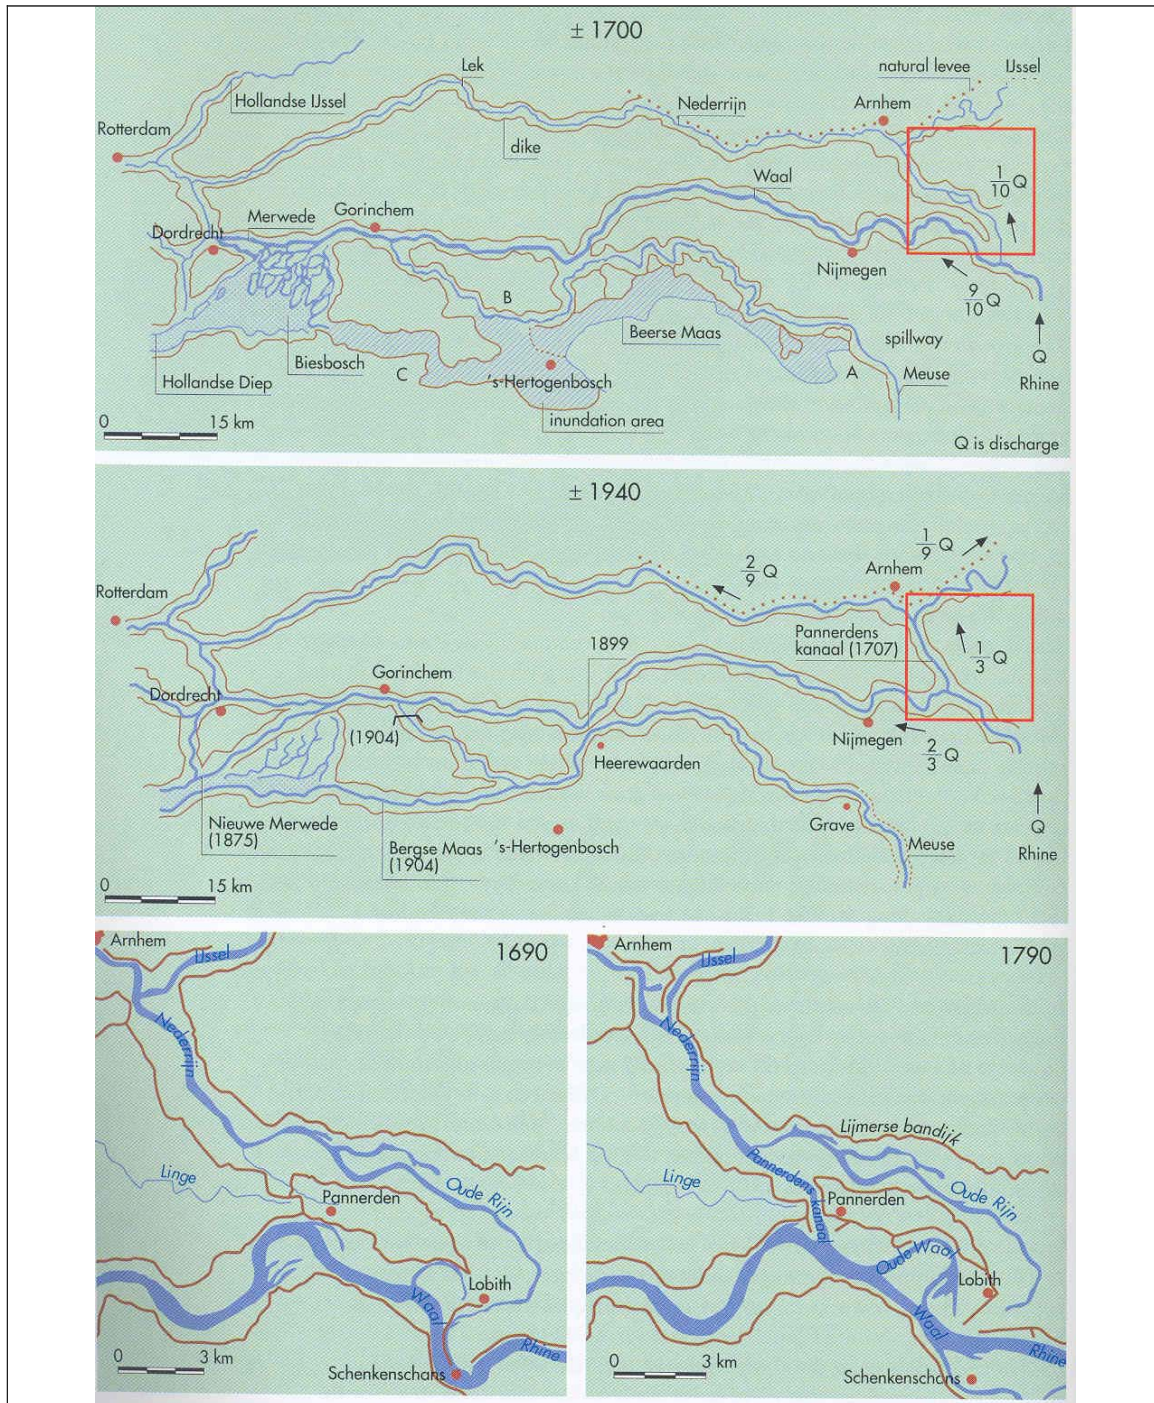 ± 1700
Lek
natural levee
IJssel
Hollandse IJssel
Nederrijn
Arnhem
Rotterdam
dike
Waal
1/10 Q
Merwede
Gorinchem
Dordrecht
Nijmegen
9/10 Q
B
Beerse Maas
spillway
Biesbosch
C
Hollandse Diep
's-Hertogenbosch
A
Meuse
Q
Rhine
0 15 km
inundation area
Q is discharge
± 1940
1/9 Q
2/9 Q
Arnhem
Rotterdam
Pannerdens
kanaal (1707)
1899
1/3 Q
Gorinchem
Dordrecht
(1904)
Nijmegen
2/3 Q
Heerewaarden
Nieuwe Merwede
(1875)
Bergse Maas
(1904)
's-Hertogenbosch
Grave
Meuse
Q
Rhine
0 15 km
Arnhem
IJssel
1690
Nederrijn
Linge
Pannerden
Oude Rijn
Lobith
Waal
Rhine
0 3 km
Schenkenschans
Arnhem
IJssel
1790
Nederrijn
Lijmerse bandijk
Pannerdens kanaal
Linge
Pannerden
Oude Rijn
Oude Waal
Lobith
Waal
Rhine
0 3 km
Schenkenschans